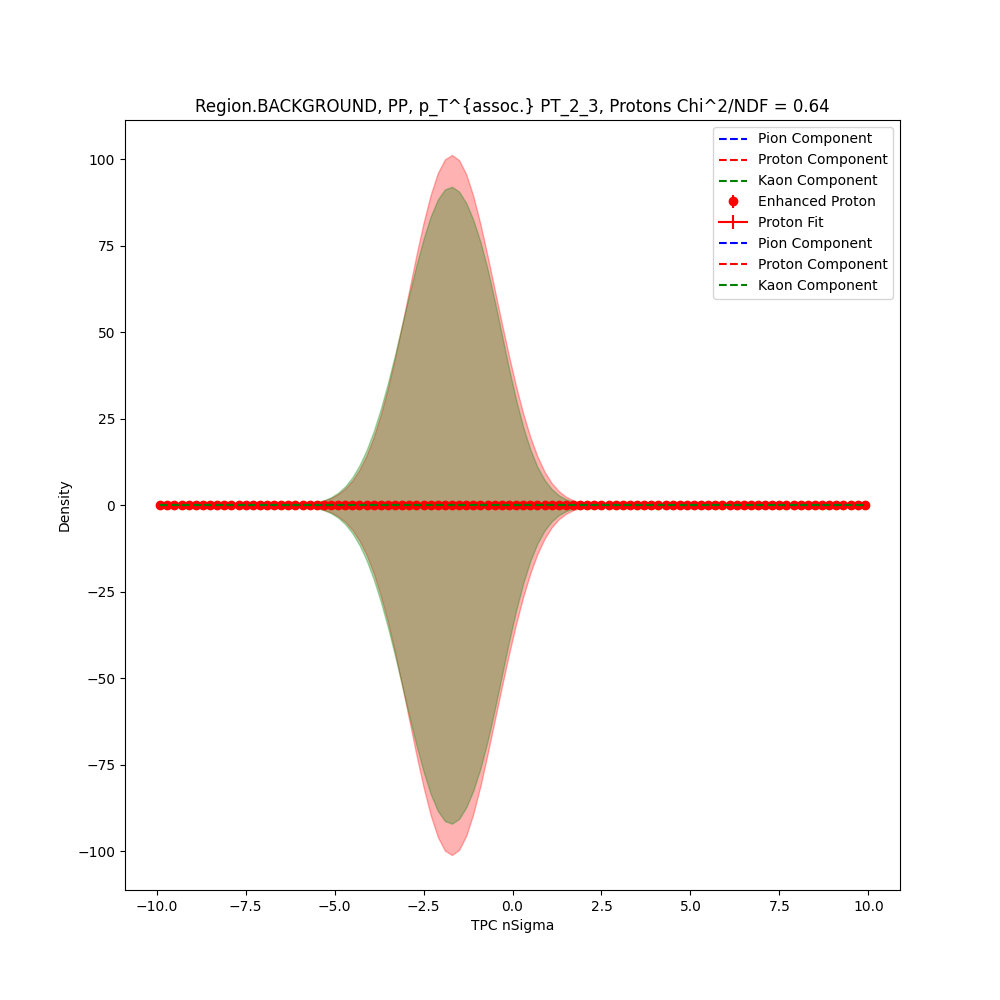 Region.BACKGROUND, PP, p_T^{assoc.} PT_2_3, Protons Chi^2/NDF = 0.64
Pion Component
Proton Component
Kaon Component
Enhanced Proton
Proton Fit
Pion Component
Proton Component
Kaon Component
100
75
50
25
0
−25
−50
−75
−100
Density
−10.0 −7.5 −5.0 −2.5 0.0 2.5 5.0 7.5 10.0
TPC nSigma